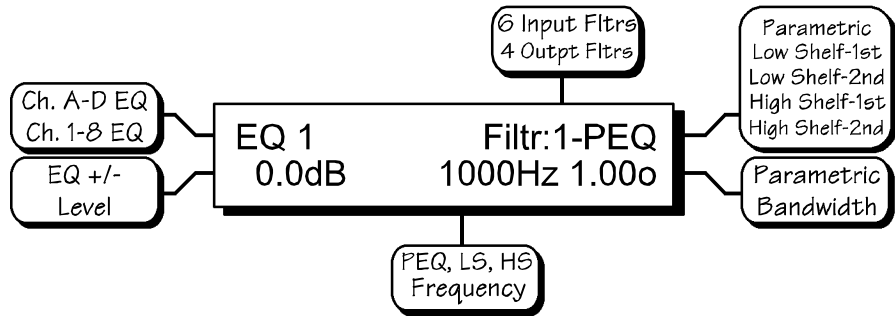 6 Input Fltrs
4 Outpt Fltrs
Parametric
Low Shelf-1st
Low Shelf-2nd
High Shelf-1st
High Shelf-2nd
Ch. A-D EQ
Ch. 1-8 EQ
EQ 1 Filtr:1-PEQ
0.0dB 1000Hz 1.00o
EQ +/-
Level
Parametric
Bandwidth
PEQ, LS, HS
Frequency